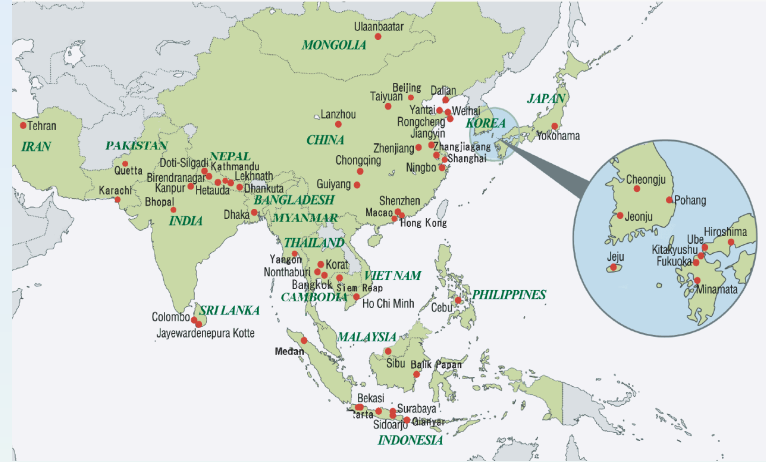 Ulaanbaatar
MONGOLIA
Beijing
Dalian
Taiyuan
Yantai
Weihai
Rongcheng
Lanzhou
JAPAN
KOREA
Yokohama
Tehran
IRAN
CHINA
Jiangyin
Zhenjiang
Zhangjiagang
Shanghai
Ningbo
PAKISTAN
Quetta
Karachi
NEPAL
Doti-Silgadi
Kathmandu
Birendranagar
Lekhnath
Kanpur
Hetauda
Dhankuta
Chongqing
Guiyang
Bhopal
INDIA
BANGLADESH
Dhaka
MYANMAR
Shenzhen
Macao
Hong Kong
THAILAND
Yangon
Korat
Nonthaburi
Bangkok
VIET NAM
Siem Reap
CAMBODIA
Ho Chi Minh
PHILIPPINES
Cebu
SRI LANKA
Colombo
Jayewardenepura Kotte
MALAYSIA
Medan
Sibu
Balik Papan
Bekasi
Surabaya
Sidoarjo
Gianyar
INDONESIA
Cheongju
Pohang
Jeonju
Jeju
Hiroshima
Ube
Kitakyushu
Fukuoka
Minamata